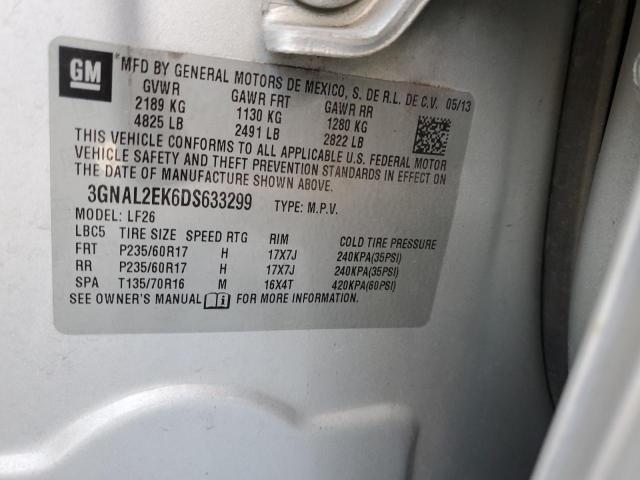 GM
MFD BY GENERAL MOTORS DE MEXICO, S. DE R.L. DE C.V. 05/13
GVWR GAWR FRT GAWR RR
2189 KG 1130 KG 1280 KG
4825 LB 2491 LB 2822 LB
THIS VEHICLE CONFORMS TO ALL APPLICABLE U.S. FEDERAL MOTOR
VEHICLE SAFETY AND THEFT PREVENTION STANDARDS IN EFFECT ON
THE DATE OF MANUFACTURE SHOWN ABOVE.
3GNAL2EK6DS633299 TYPE: M.P.V.
MODEL: LF26
LBC5 TIRE SIZE SPEED RTG RIM COLD TIRE PRESSURE
FRT P235/60R17 H 17X7J 240KPA(35PSI)
RR P235/60R17 H 17X7J 240KPA(35PSI)
SPA T135/70R16 M 16X4T 420KPA(60PSI)
SEE OWNER'S MANUAL FOR MORE INFORMATION.